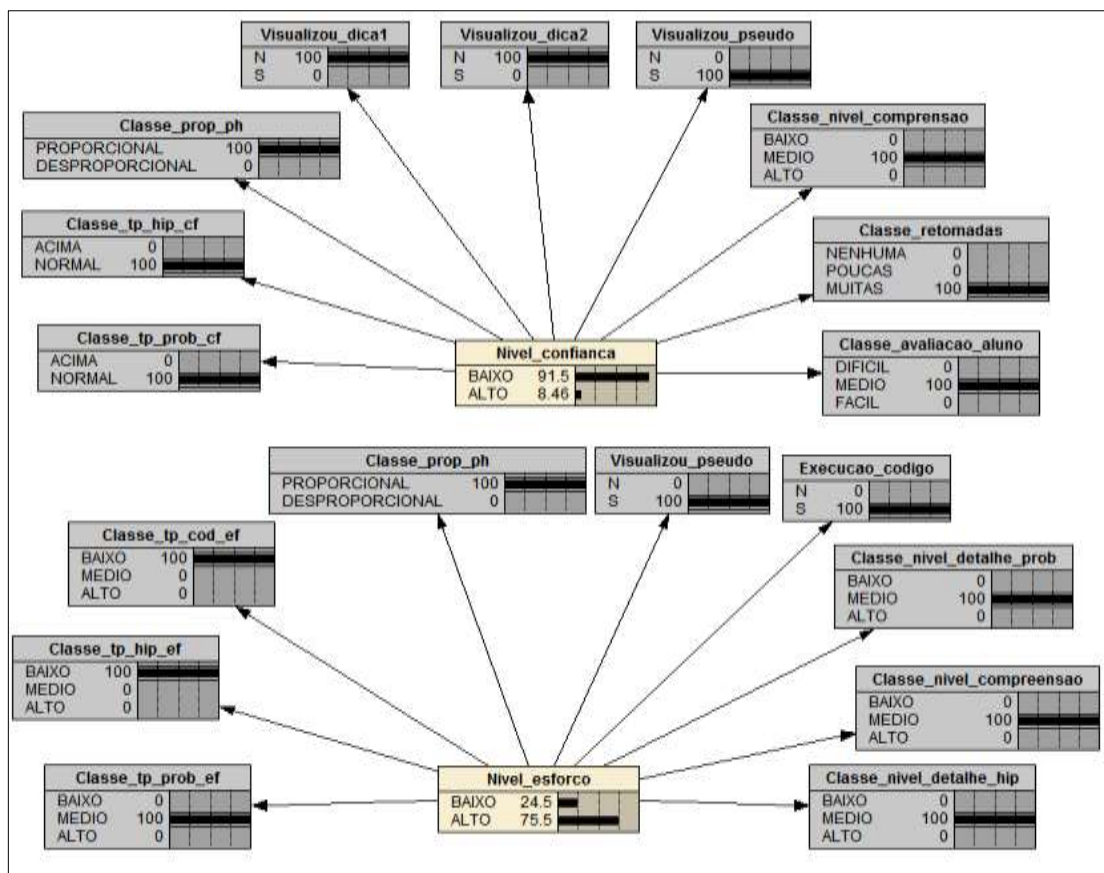 Visualizou_dica1
N 100
S 0
Visualizou_dica2
N 100
S 0
Visualizou_pseudo
N 0
S 100
Classe_prop_ph
PROPORCIONAL 100
DESPROPORCIONAL 0
Classe_nivel_comprensao
BAIXO 0
MEDIO 100
ALTO 0
Classe_tp_hip_cf
ACIMA 0
NORMAL 100
Classe_retomadas
NENHUMA 0
POUCAS 0
MUITAS 100
Classe_tp_prob_cf
ACIMA 0
NORMAL 100
Nivel_confianca
BAIXO 91.5
ALTO 8.46
Classe_avaliacao_aluno
DIFICIL 0
MEDIO 100
FACIL 0
Classe_prop_ph
PROPORCIONAL 100
DESPROPORCIONAL 0
Visualizou_pseudo
N 0
S 100
Execucao_codigo
N 0
S 100
Classe_tp_cod_ef
BAIXO 100
MEDIO 0
ALTO 0
Classe_nivel_detalhe_prob
BAIXO 0
MEDIO 100
ALTO 0
Classe_tp_hip_ef
BAIXO 100
MEDIO 0
ALTO 0
Classe_nivel_compreensao
BAIXO 0
MEDIO 100
ALTO 0
Classe_tp_prob_ef
BAIXO 0
MEDIO 100
ALTO 0
Nivel_esforco
BAIXO 24.5
ALTO 75.5
Classe_nivel_detalhe_hip
BAIXO 0
MEDIO 100
ALTO 0